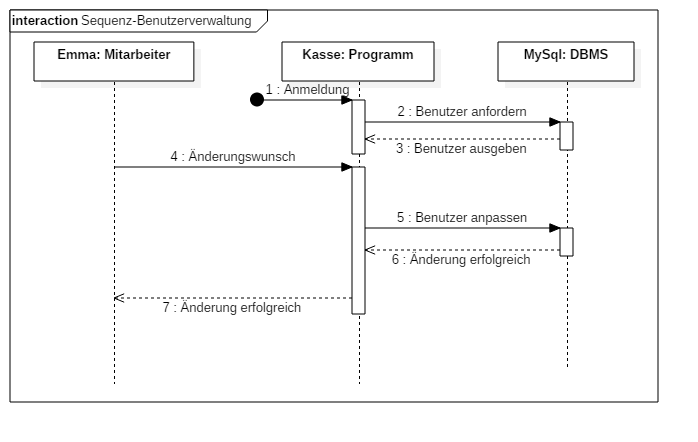 interaction Sequenz-Benutzerverwaltung
Emma: Mitarbeiter
Kasse: Programm
MySql: DBMS
1 : Anmeldung
2 : Benutzer anfordern
3 : Benutzer ausgeben
4 : Änderungswunsch
5 : Benutzer anpassen
6 : Änderung erfolgreich
7 : Änderung erfolgreich